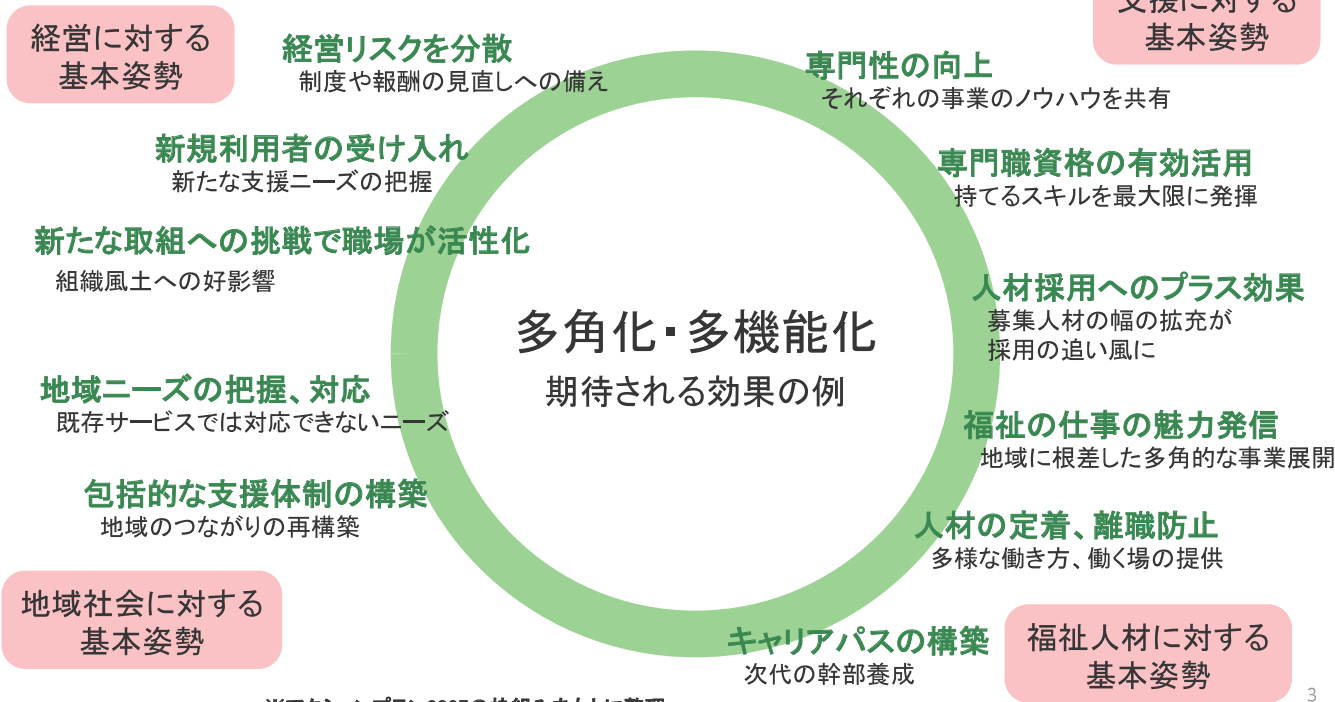 経営に対する
基本姿勢
支援に対する
基本姿勢
経営リスクを分散
制度や報酬の見直しへの備え
新規利用者の受け入れ
新たな支援ニーズの把握
新たな取組への挑戦で職場が活性化
組織風土への好影響
地域ニーズの把握、対応
既存サービスでは対応できないニーズ
包括的な支援体制の構築
地域のつながりの再構築
地域社会に対する
基本姿勢
多角化・多機能化
期待される効果の例
専門性の向上
それぞれの事業のノウハウを共有
専門職資格の有効活用
持てるスキルを最大限に発揮
人材採用へのプラス効果
募集人材の幅の拡充が
採用の追い風に
福祉の仕事の魅力発信
地域に根差した多角的な事業展開
人材の定着、離職防止
多様な働き方、働く場の提供
キャリアパスの構築
次代の幹部養成
福祉人材に対する
基本姿勢
3